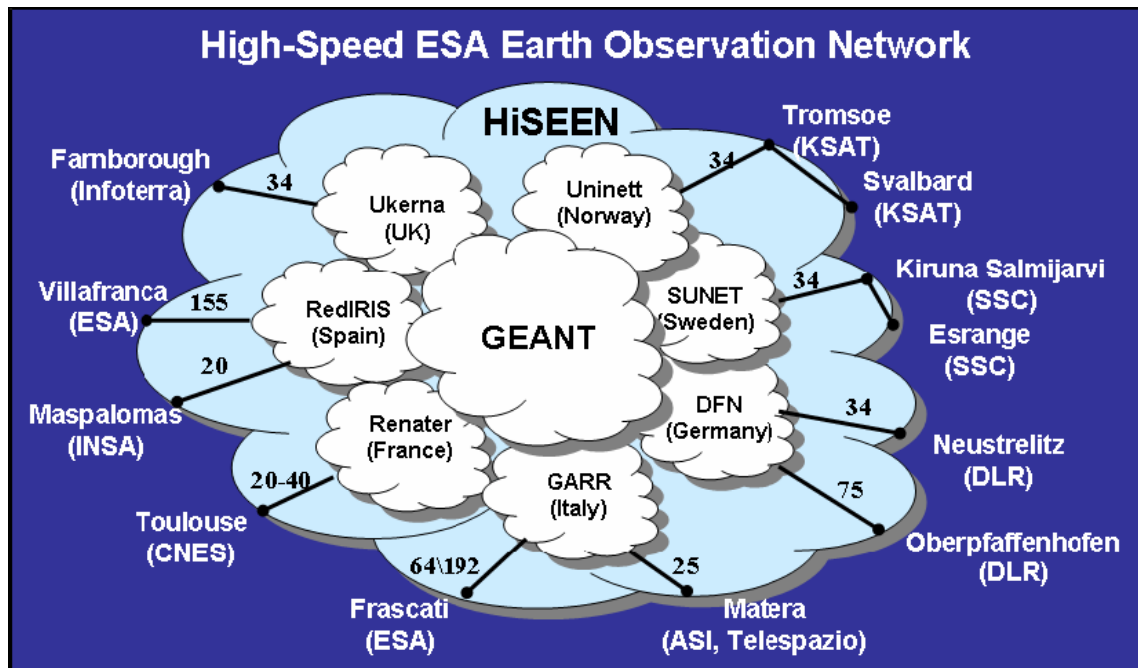 High-Speed ESA Earth Observation Network
HiSEEN
Farnborough
(Infoterra)
34
Ukerna
(UK)
Uninett
(Norway)
34
Tromsoe
(KSAT)
Svalbard
(KSAT)
Villafranca
(ESA)
155
RedIRIS
(Spain)
GEANT
SUNET
(Sweden)
34
Kiruna Salmijarvi
(SSC)
Esrange
(SSC)
20
Maspalomas
(INSA)
Renater
(France)
DFN
(Germany)
34
Neustrelitz
(DLR)
20-40
Toulouse
(CNES)
GARR
(Italy)
75
Oberpfaffenhofen
(DLR)
64\192
Frascati
(ESA)
25
Matera
(ASI, Telespazio)